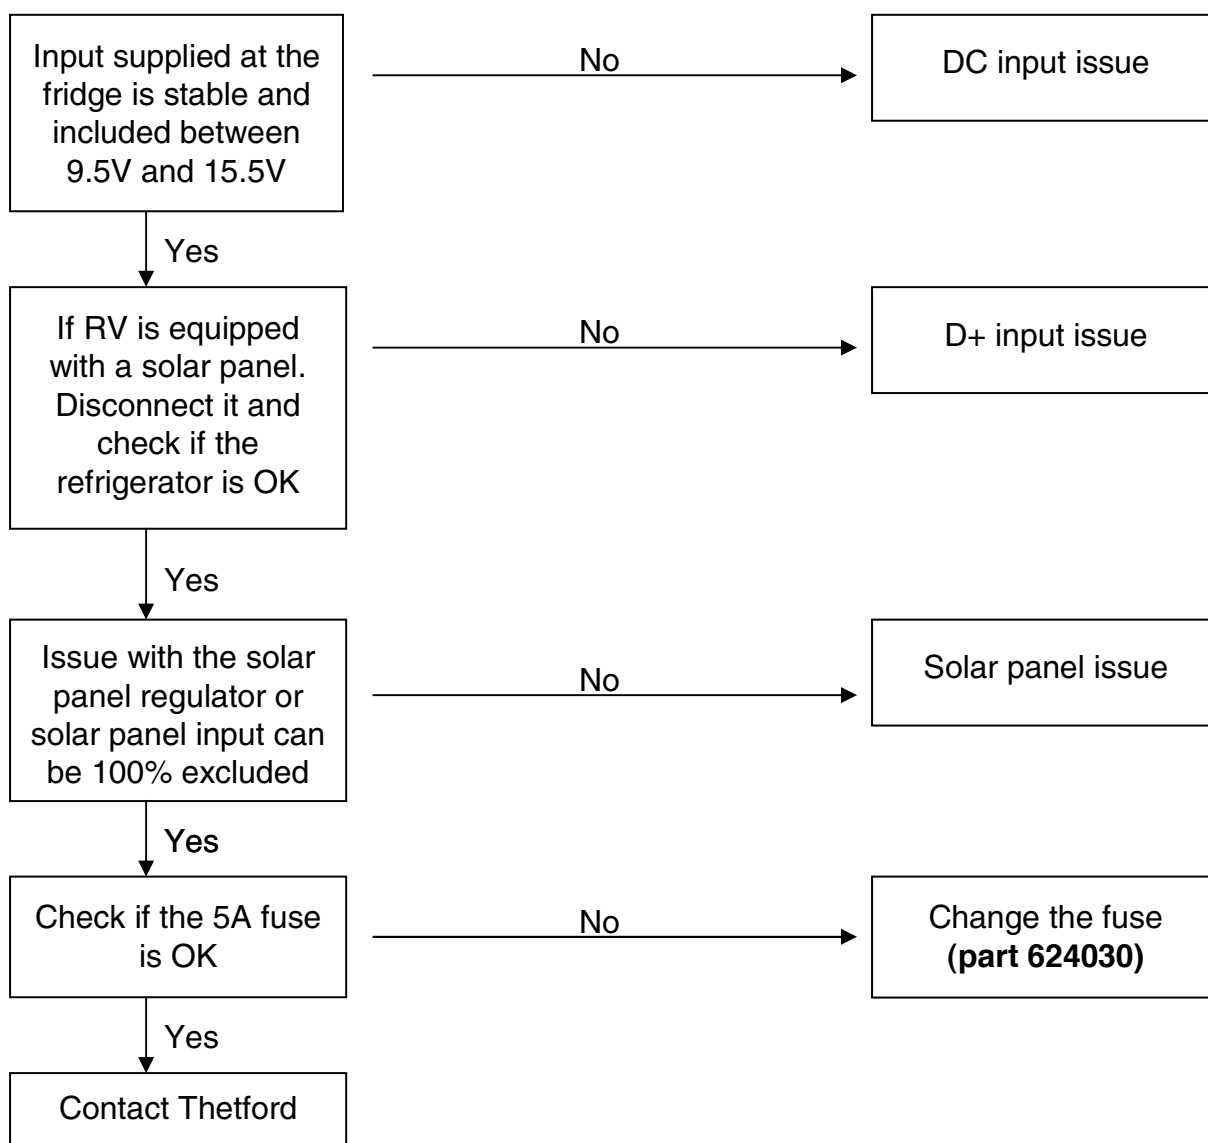 Input supplied at the
fridge is stable and
included between
9.5V and 15.5V
No
DC input issue
Yes
If RV is equipped
with a solar panel.
Disconnect it and
check if the
refrigerator is OK
No
D+ input issue
Yes
Issue with the solar
panel regulator or
solar panel input can
be 100% excluded
No
Solar panel issue
Yes
Check if the 5A fuse
is OK
No
Change the fuse
(part 624030)
Yes
Contact Thetford